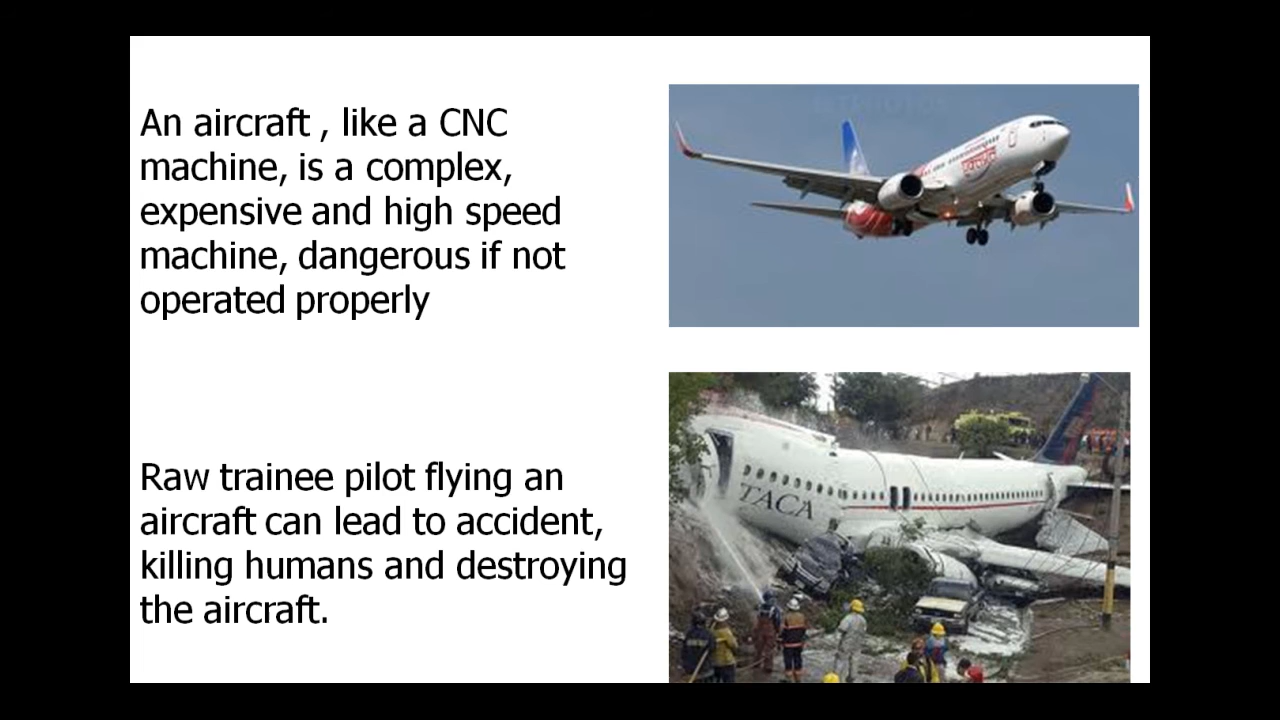 An aircraft , like a CNC
machine, is a complex,
expensive and high speed
machine, dangerous if not
operated properly
Raw trainee pilot flying an
aircraft can lead to accident,
killing humans and destroying
the aircraft.
TACA